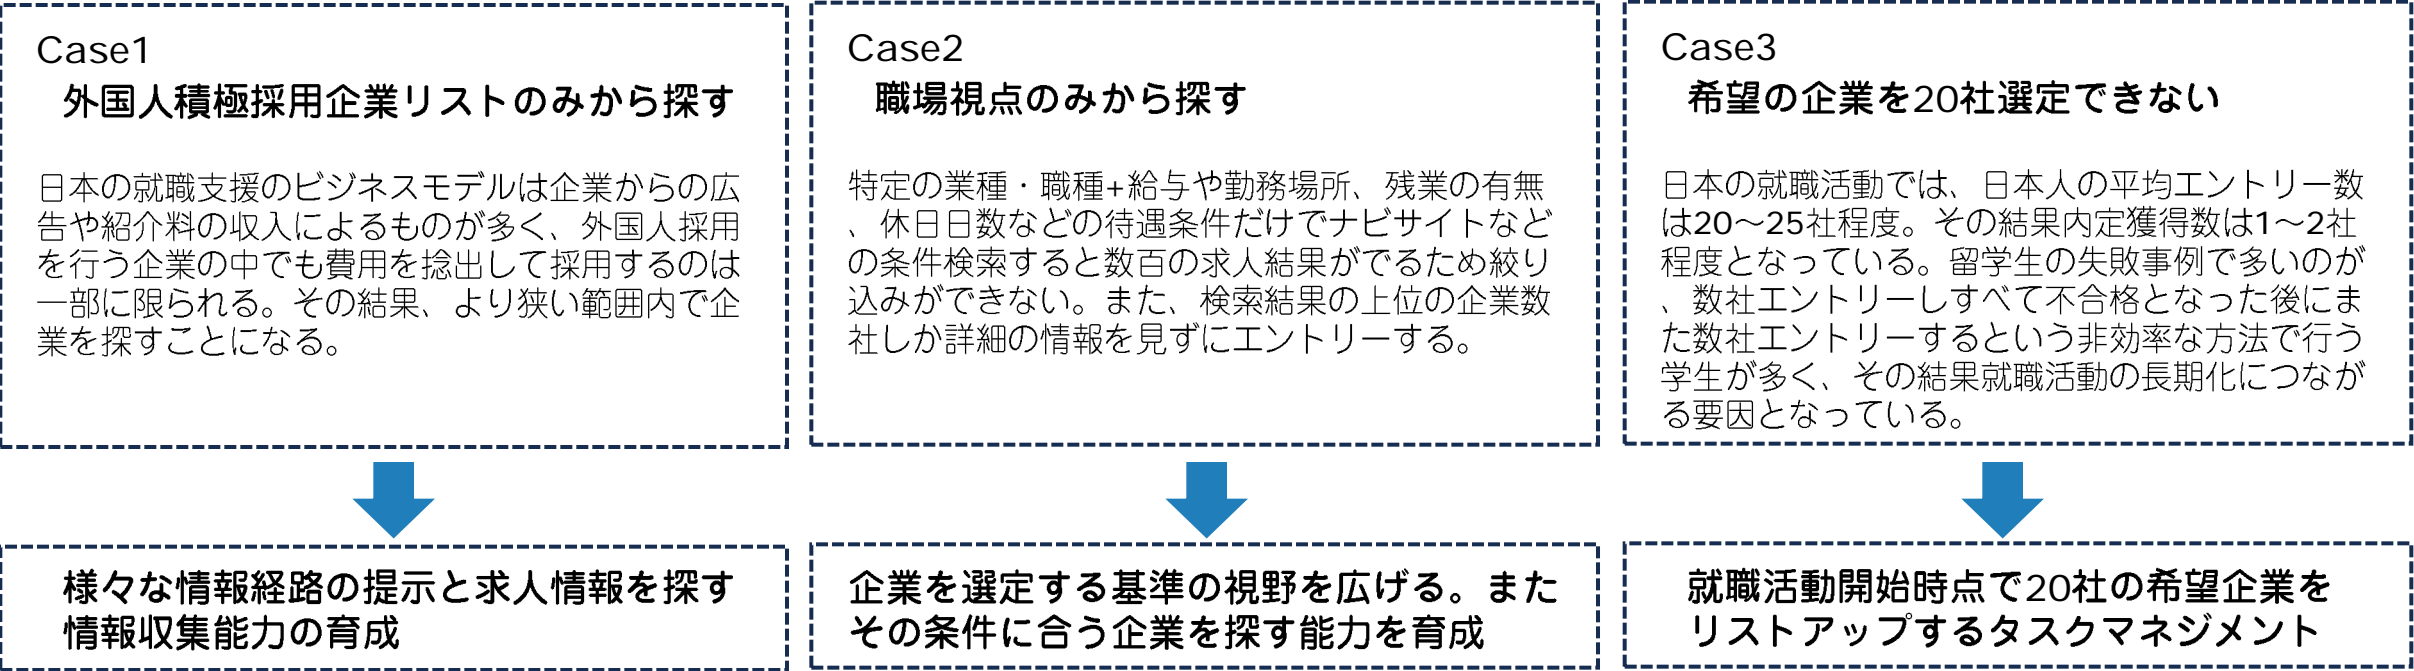 Case1
外国人積極採用企業リストのみから探す
日本の就職支援のビジネスモデルは企業からの広
告や紹介料の収入によるものが多く、外国人採用
を行う企業の中でも費用を捻出して採用するのは
一部に限られる。その結果、より狭い範囲内で企
業を探すことになる。
様々な情報経路の提示と求人情報を探す
情報収集能力の育成
Case2
職場視点のみから探す
特定の業種・職種+給与や勤務場所、残業の有無
、休日日数などの待遇条件だけでナビサイトなど
の条件検索すると数百の求人結果がでるため絞り
込みができない。また、検索結果の上位の企業数
社しか詳細の情報を見ずにエントリーする。
企業を選定する基準の視野を広げる。また
その条件に合う企業を探す能力を育成
Case3
希望の企業を20社選定できない
日本の就職活動では、日本人の平均エントリー数
は20～25社程度。その結果内定獲得数は1～2社
程度となっている。留学生の失敗事例で多いのが
、数社エントリーしすべて不合格となった後にま
た数社エントリーするという非効率な方法で行う
学生が多く、その結果就職活動の長期化につなが
る要因となっている。
就職活動開始時点で20社の希望企業を
リストアップするタスクマネジメント